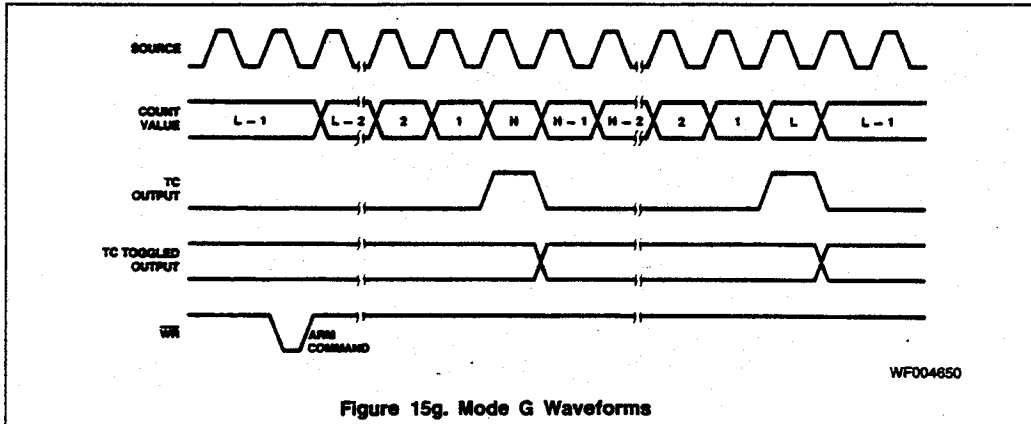 SOURCE
COUNT
VALUE
L – 1 L – 2 2 1 H H – 1 H – 2 2 1 L L – 1
TC
OUTPUT
TC TOGGLED
OUTPUT
WR
ARM
COMMAND
WF004650
Figure 15g. Mode G Waveforms